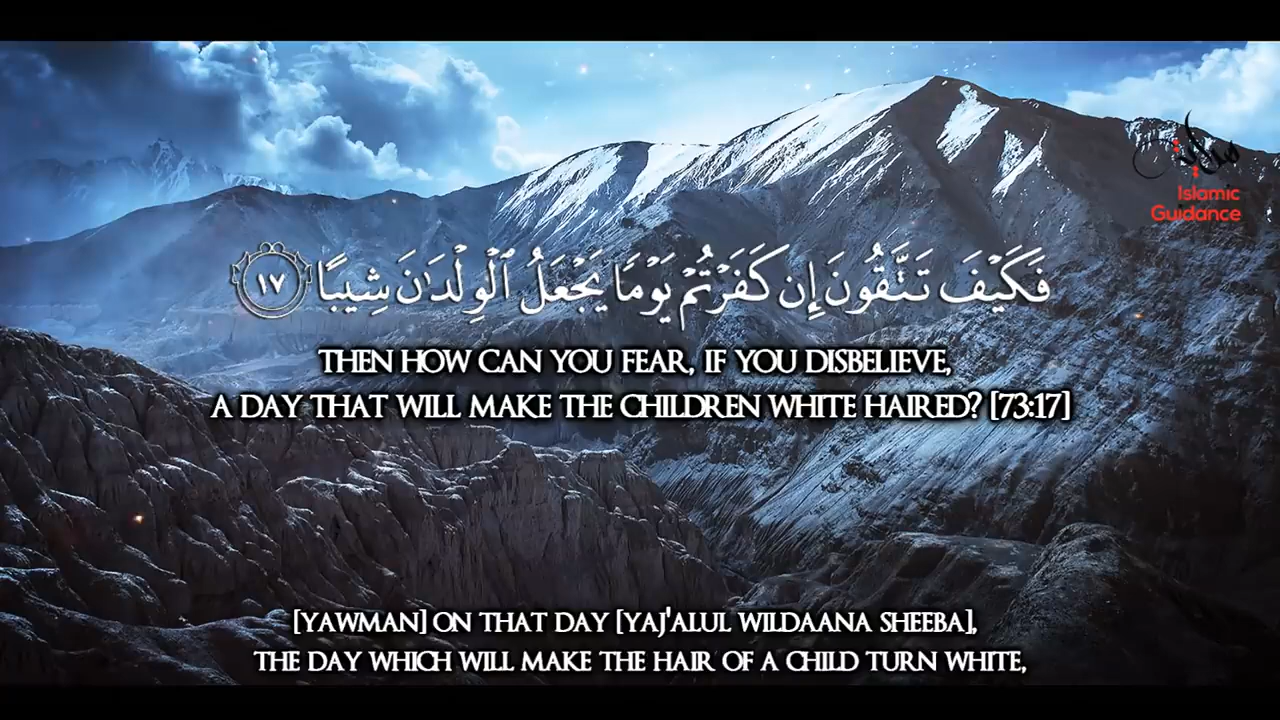 هداية
Islamic
Guidance
فَكَيْفَ تَتَّقُونَ إِن كَفَرْتُمْ يَوْمًا يَجْعَلُ ٱلْوِلْدَٰنَ شِيبًا ١٧
THEN HOW CAN YOU FEAR, IF YOU DISBELIEVE,
A DAY THAT WILL MAKE THE CHILDREN WHITE HAIRED? [73:17]
[YAWMAN] ON THAT DAY [YAJ'ALUL WILDAANA SHEEBA],
THE DAY WHICH WILL MAKE THE HAIR OF A CHILD TURN WHITE,